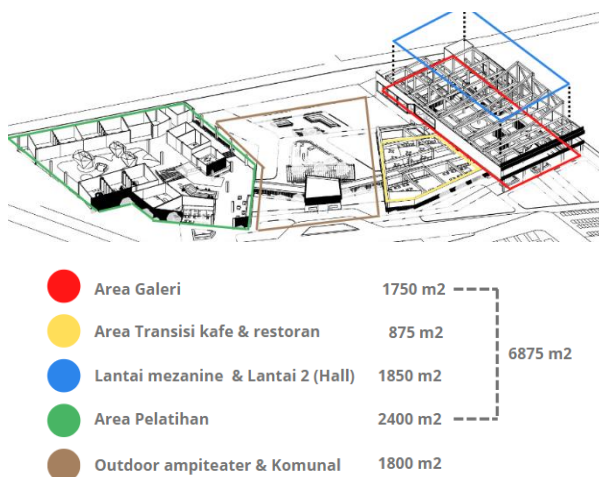 Area Galeri 1750 m2
Area Transisi kafe & restoran 875 m2
6875 m2
Lantai mezanine & Lantai 2 (Hall) 1850 m2
Area Pelatihan 2400 m2
Outdoor ampiteater & Komunal 1800 m2